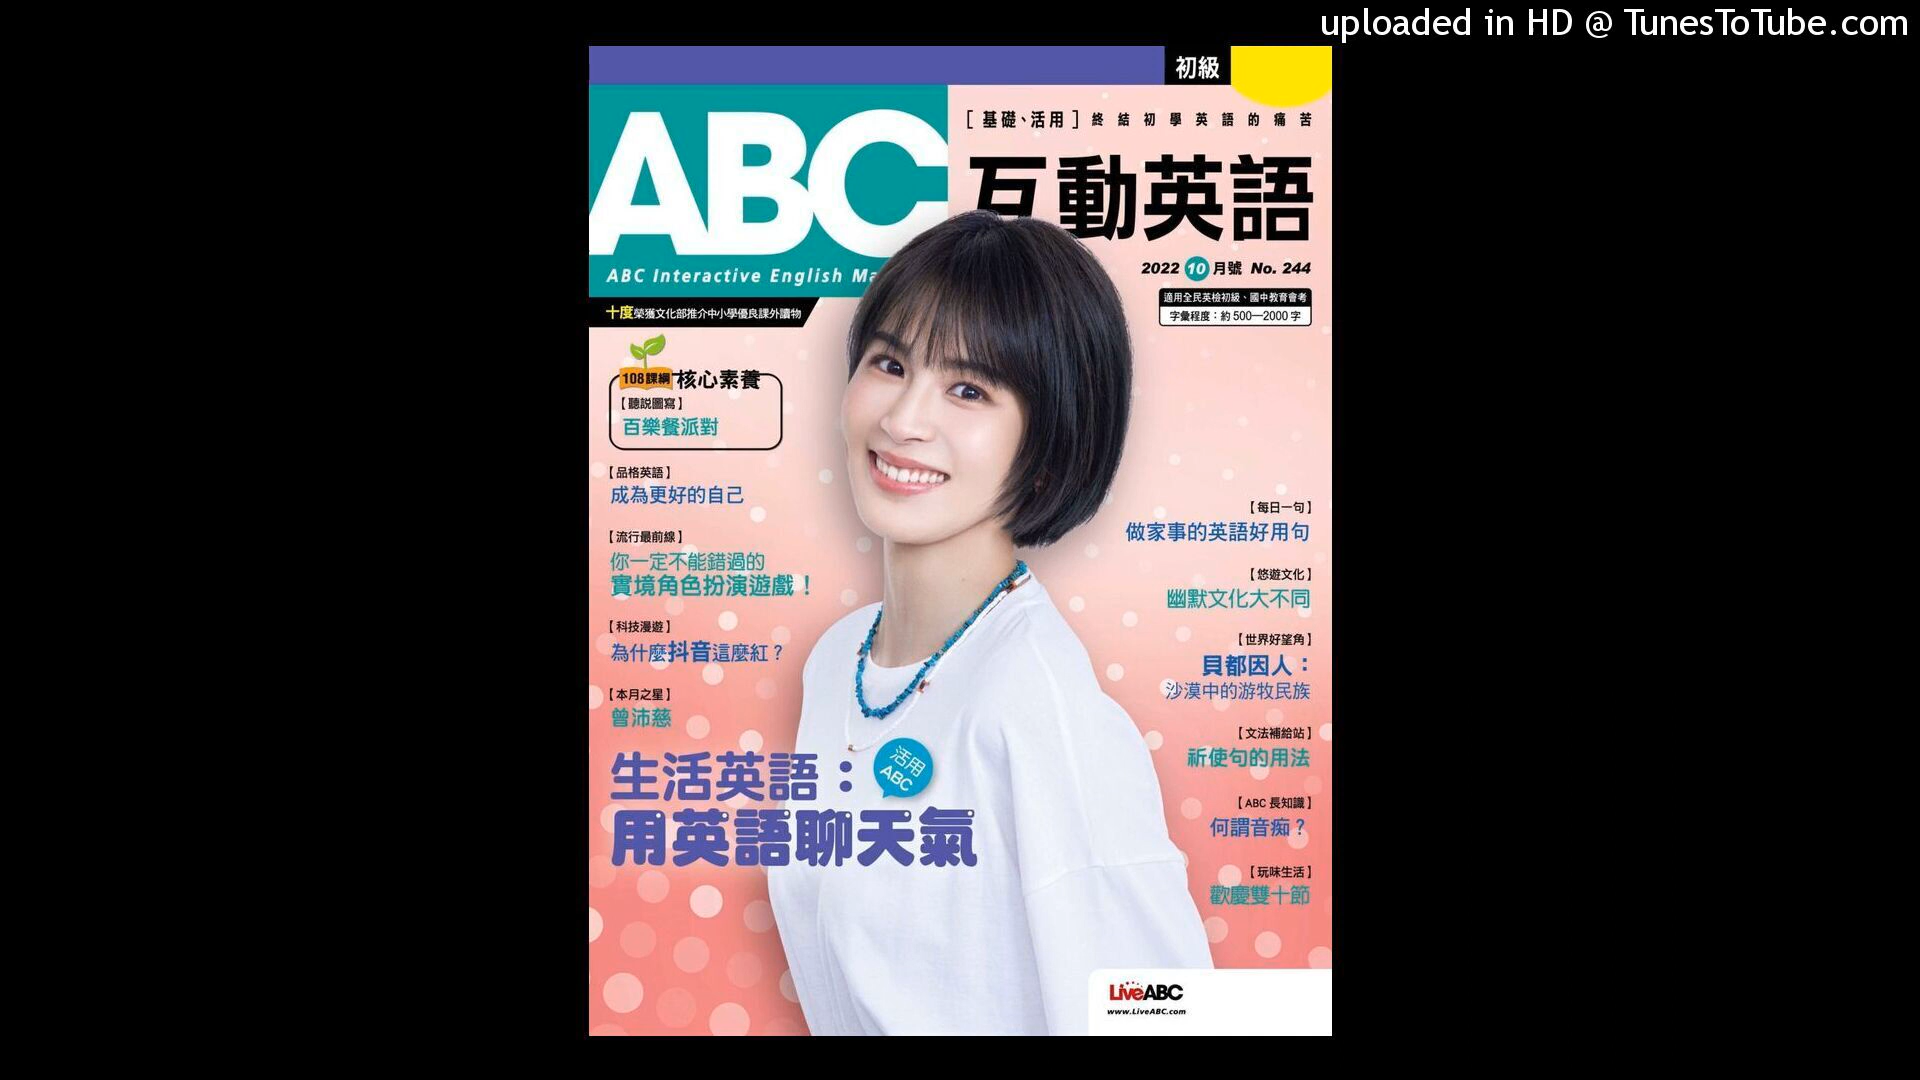 uploaded in HD @ TunesToTube.com
初級
ABC
[基礎、活用] 終結初學英語的痛苦
互動英語
ABC Interactive English Ma
2022 10 月號 No. 244
適用全民英檢初級、國中教育會考
字彙程度：約 500—2000 字
十度榮獲文化部推介中小學優良課外讀物
108課綱 核心素養
【聽說圖寫】
百樂餐派對
【品格英語】
成為更好的自己
【流行最前線】
你一定不能錯過的
實境角色扮演遊戲！
【科技漫遊】
為什麼抖音這麼紅？
【本月之星】
曾沛慈
生活英語：
活用
ABC
用英語聊天氣
【每日一句】
做家事的英語好用句
【悠遊文化】
幽默文化大不同
【世界好望角】
貝都因人：
沙漠中的游牧民族
【文法補給站】
祈使句的用法
【ABC 長知識】
何謂音痴？
【玩味生活】
歡慶雙十節
LiveABC
www.LiveABC.com